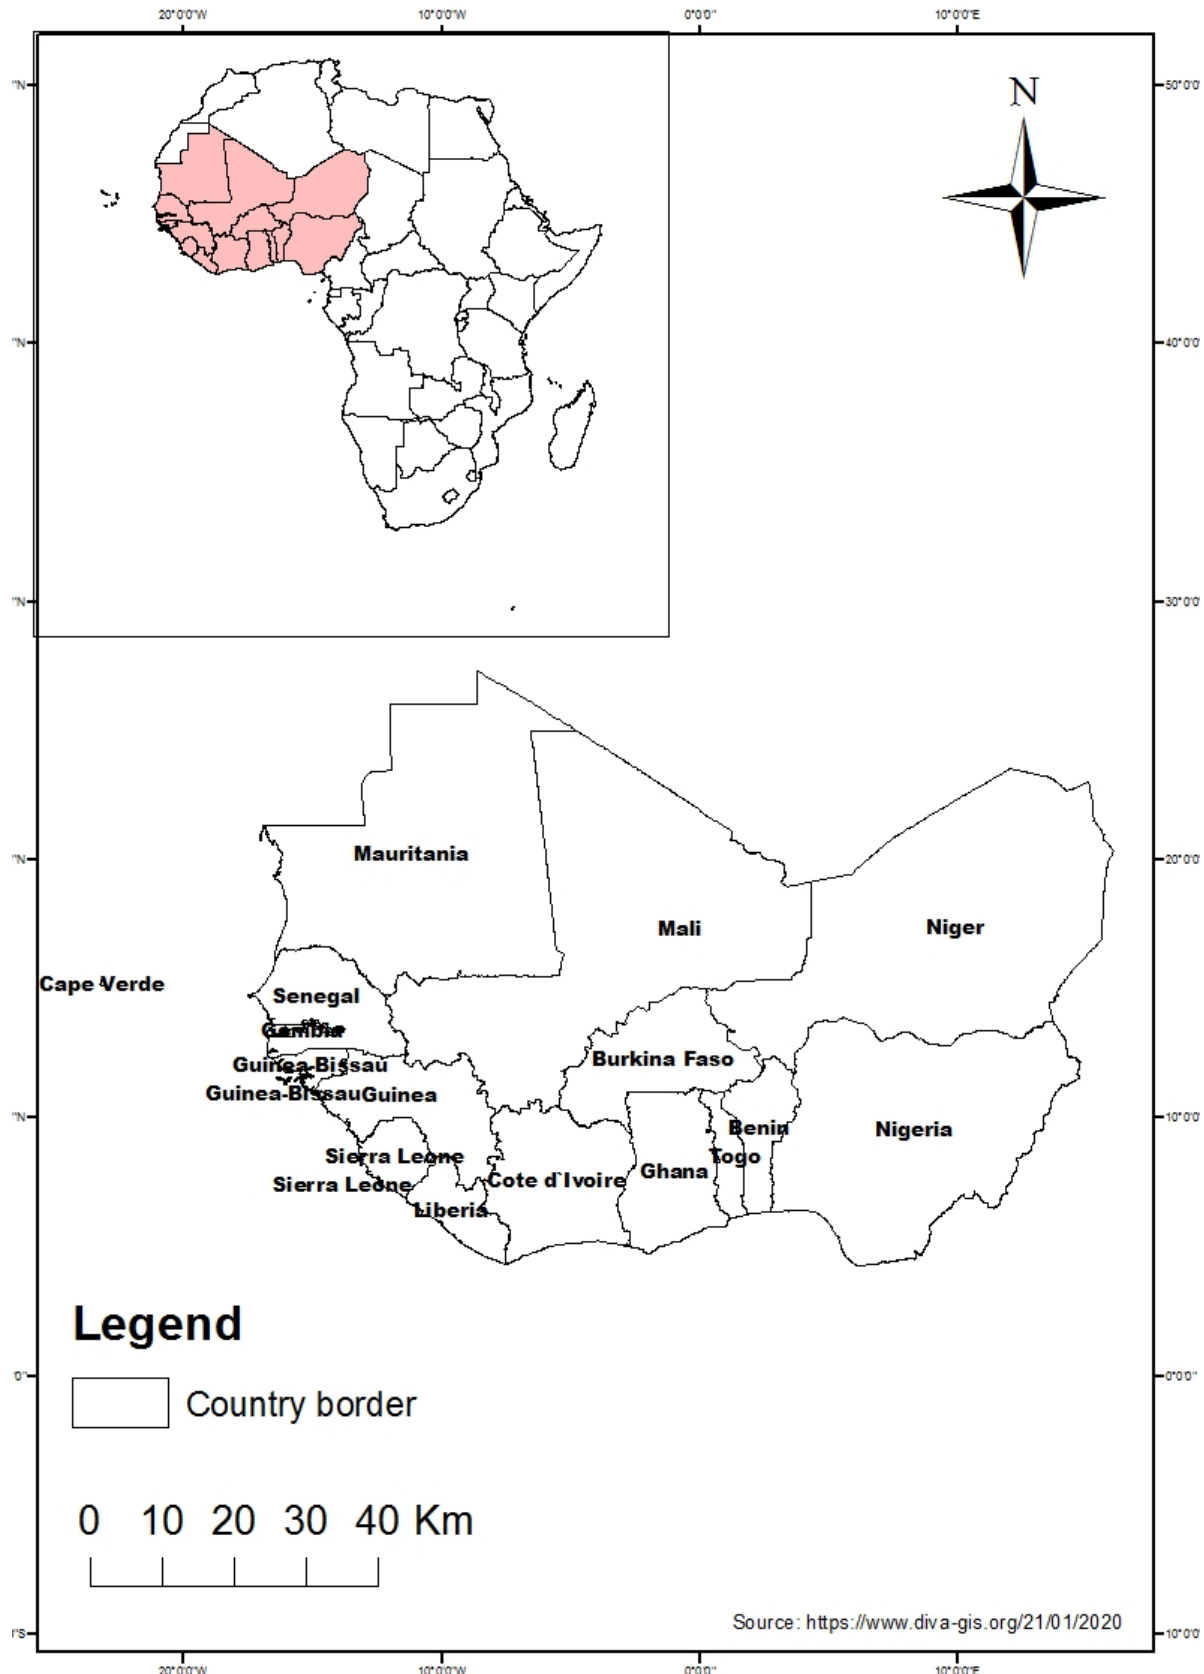 20°0'0"W 10°0'0"W 0°0'0" 10°0'0"E
N
"N 50°0'0"
"N 40°0'0"
"N 30°0'0"
"N 20°0'0"
Mauritania
Mali
Niger
Cape Verde
Senegal
Gambia
Burkina Faso
Guinea-Bissau
Guinea-Bissau
Guinea
"N 10°0'0"
Benin
Nigeria
Togo
Sierra Leone
Ghana
Cote d`Ivoire
Sierra Leone
Liberia
Legend
'0" 0°0'0"
Country border
0 10 20 30 40 Km
Source: https://www.diva-gis.org/21/01/2020
"S 10°0'0"
20°0'0"W 10°0'0"W 0°0'0" 10°0'0"E